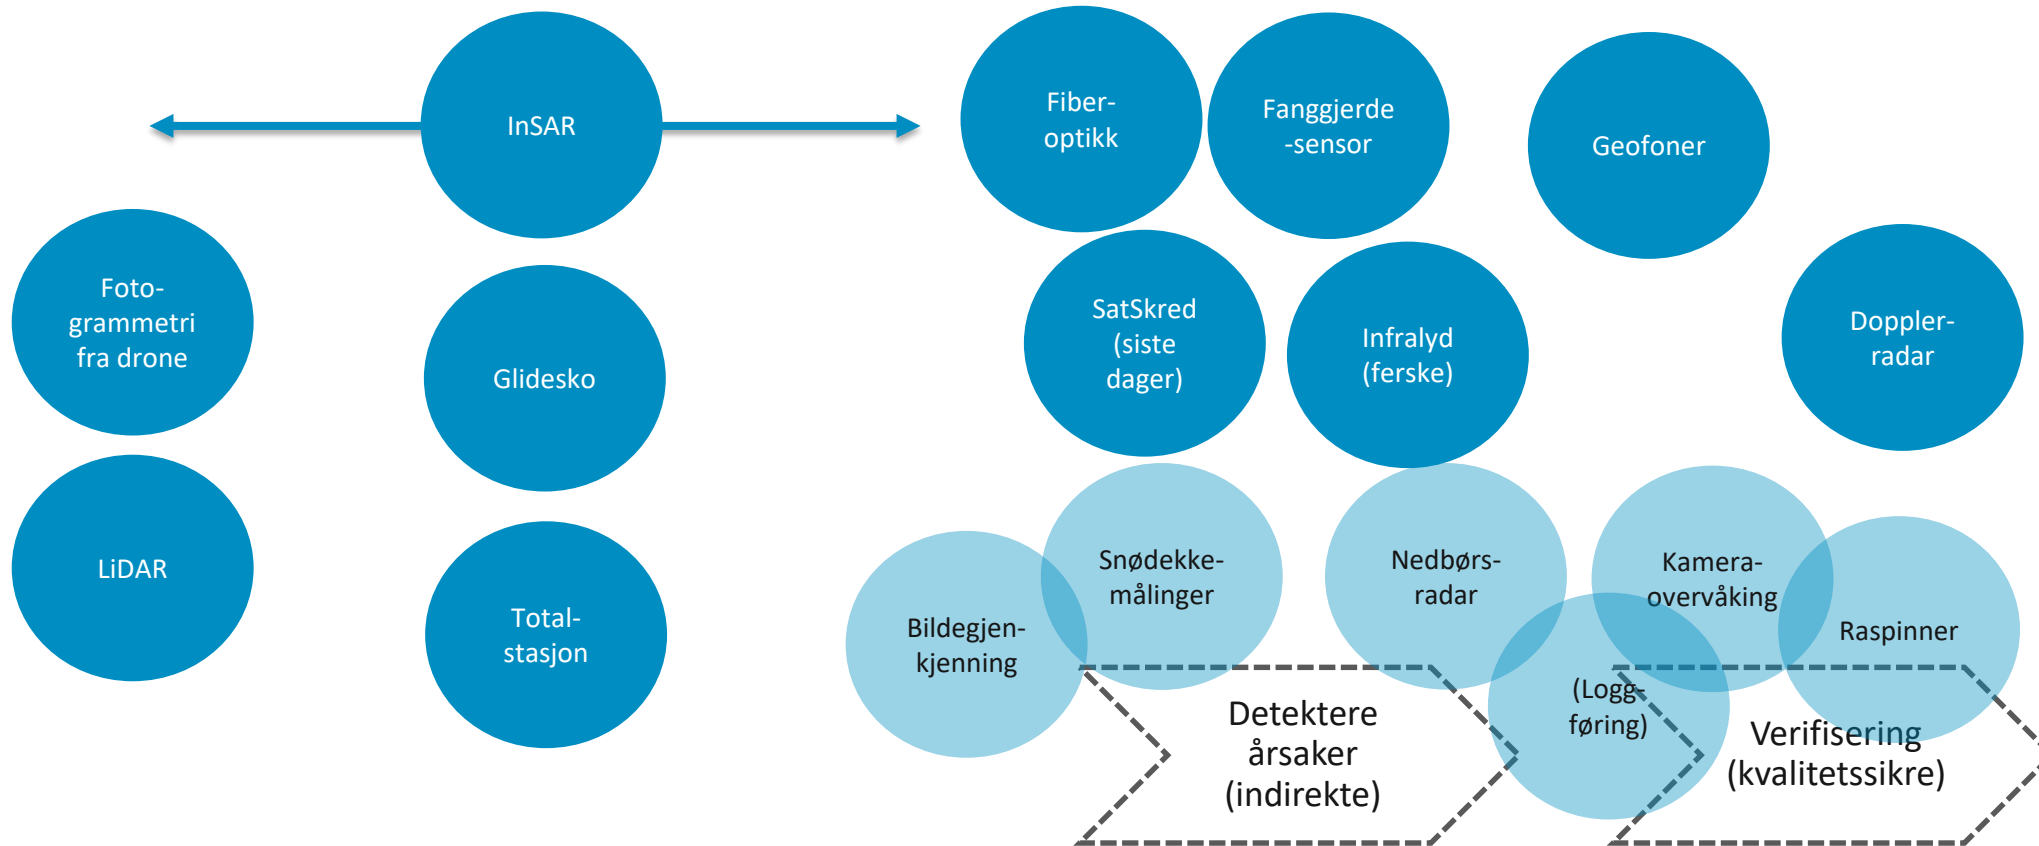 InSAR
Fiber-
optikk
Fanggjerde
-sensor
Geofoner
Foto-
grammetri
fra drone
Glidesko
SatSkred
(siste
dager)
Infralyd
(ferske)
Doppler-
radar
LiDAR
Total-
stasjon
Bildegjen-
kjenning
Snødekke-
målinger
Nedbørs-
radar
Kamera-
overvåking
Raspinner
(Logg-
føring)
Detektere
årsaker
(indirekte)
Verifisering
(kvalitetssikre)